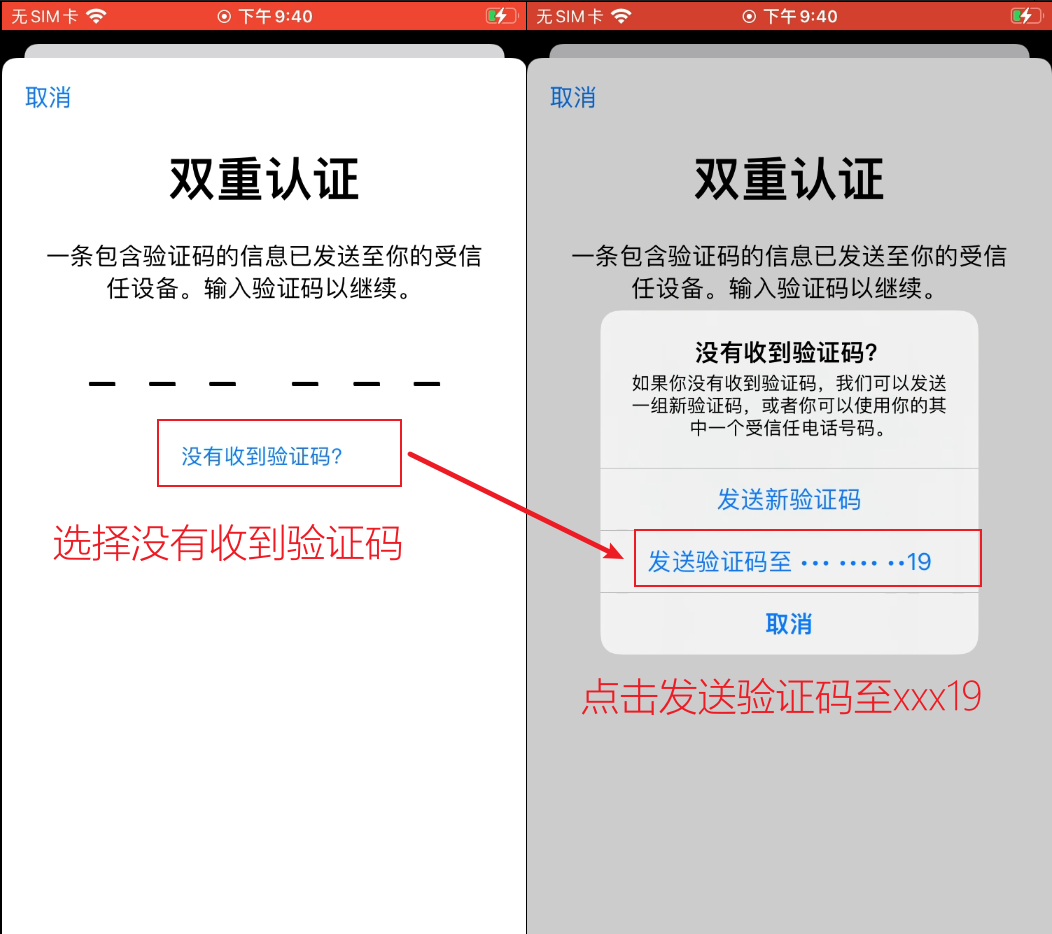 无SIM卡 下午9:40
取消
双重认证
一条包含验证码的信息已发送至你的受信
任设备。输入验证码以继续。
没有收到验证码?
选择没有收到验证码
无SIM卡 下午9:40
取消
双重认证
一条包含验证码的信息已发送至你的受信
任设备。输入验证码以继续。
没有收到验证码?
如果你没有收到验证码，我们可以发送
一组新验证码，或者你可以使用你的其
中一个受信任电话号码。
发送新验证码
发送验证码至 ••• •••• ••19
取消
点击发送验证码至xxx19